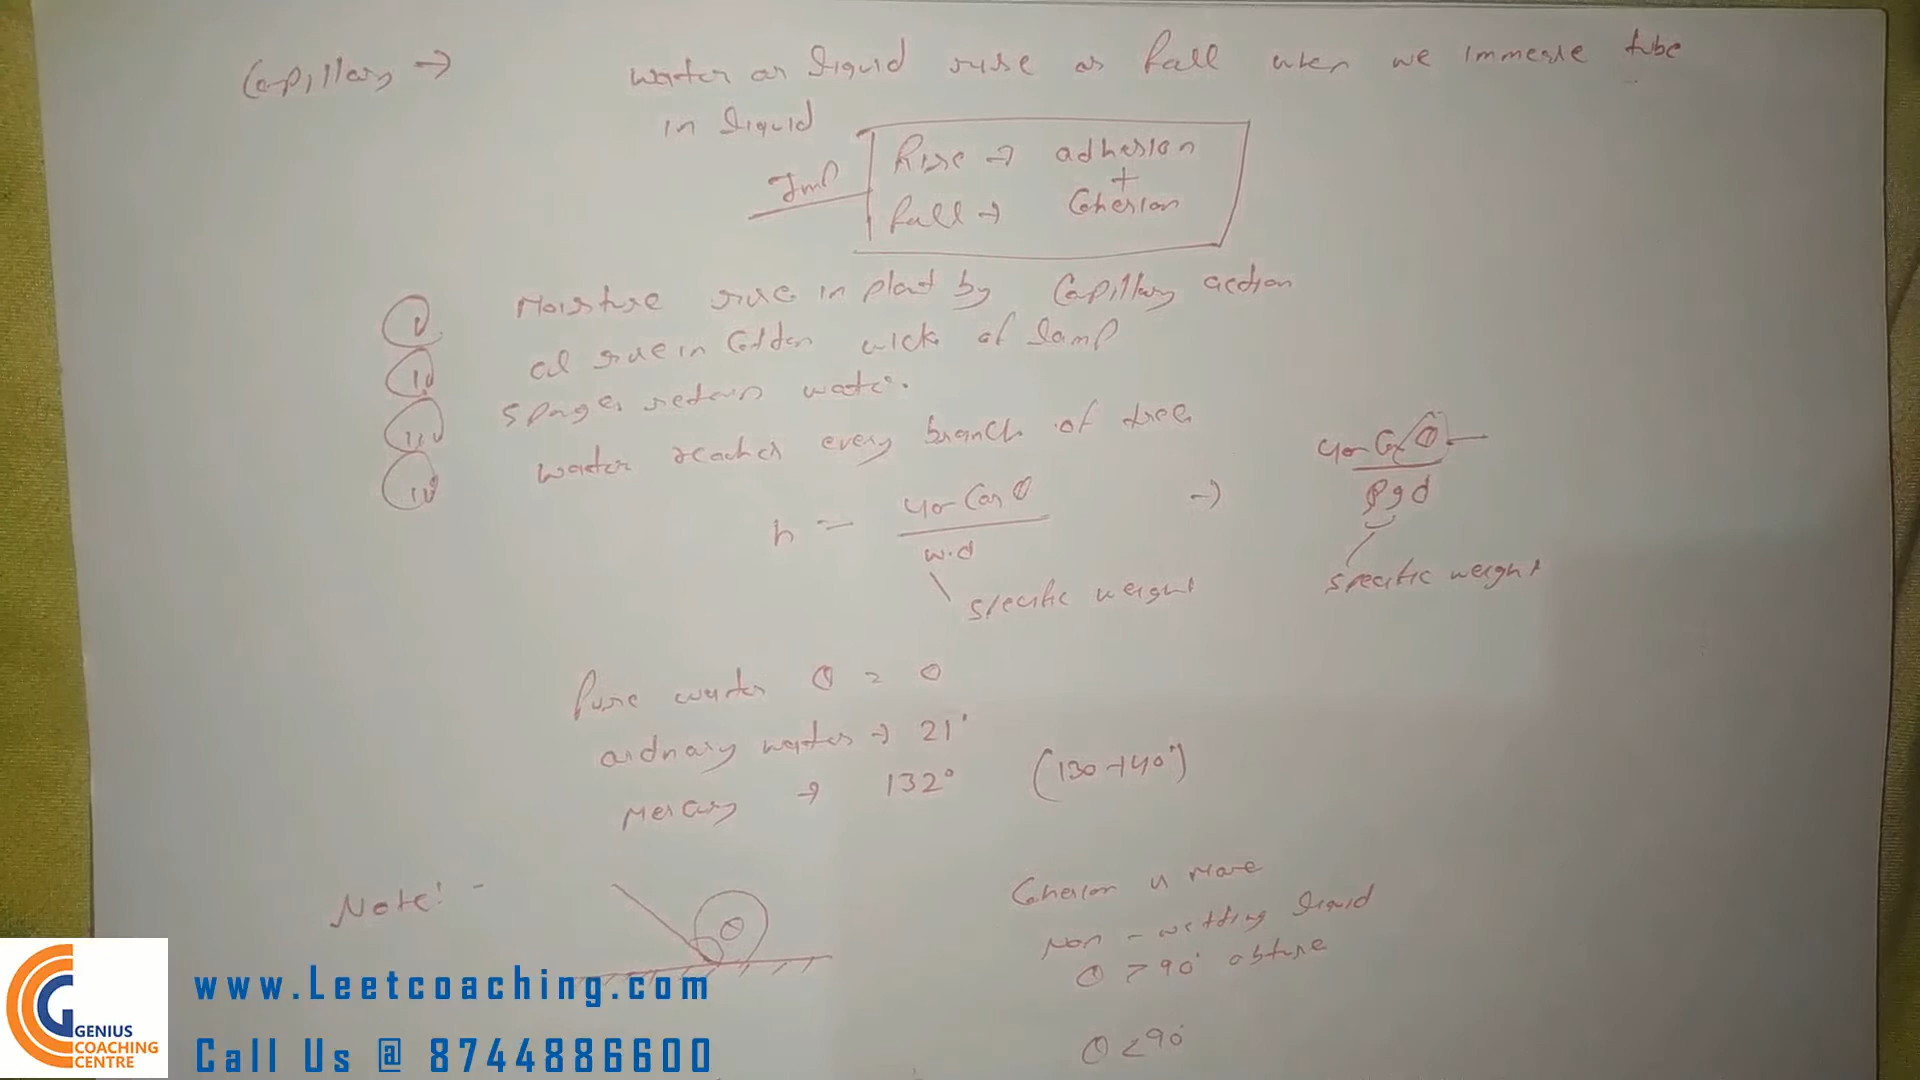 Capillary → water or liquid rise or fall when we immerse tube
in liquid
Imp
Rise → adhesion
+
fall → Cohesion
i Moisture rise in plant by Capillary action
ii oil rise in Cotton wick of lamp
iii sponges retain water.
iv water reaches every branch of tree
h = 4σ Cos θ / w.d → 4σ Cos θ / ρgd
specific weight
specific weight
Pure water θ = 0
ordinary water → 21°
Mercury → 132° (130-140°)
Note: -
θ
Cohesion is More
Non-wetting liquid
θ > 90° obtuse
θ < 90°
GENIUS
COACHING
CENTRE
www.Leetcoaching.com
Call Us @ 8744886600